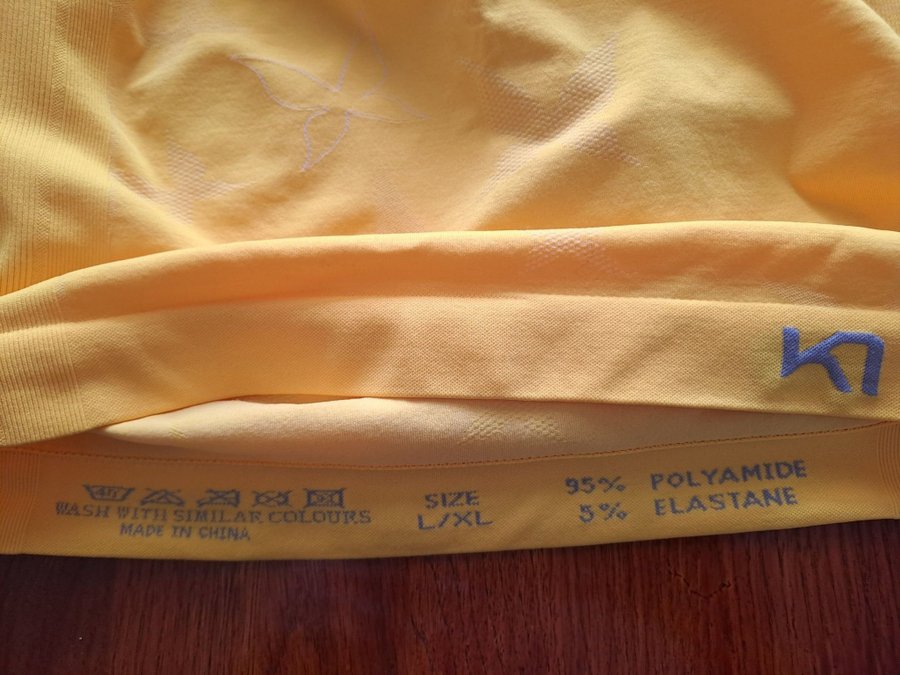 WASH WITH SIMILAR COLOURS
MADE IN CHINA
SIZE
L/XL
95% POLYAMIDE
5% ELASTANE